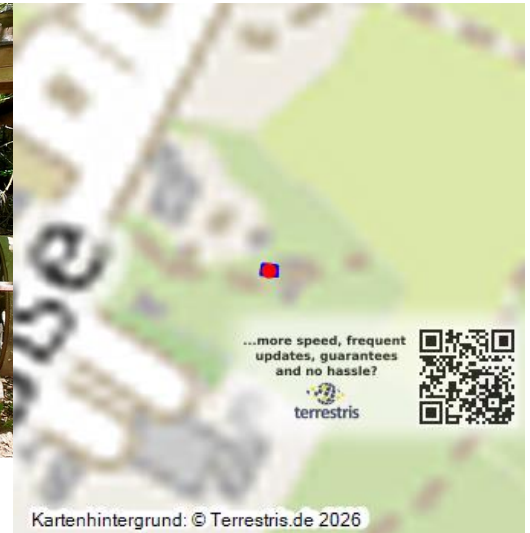 ...more speed, frequent
updates, guarantees
and no hassle?
terrestris
Kartenhintergrund: © Terrestris.de 2026